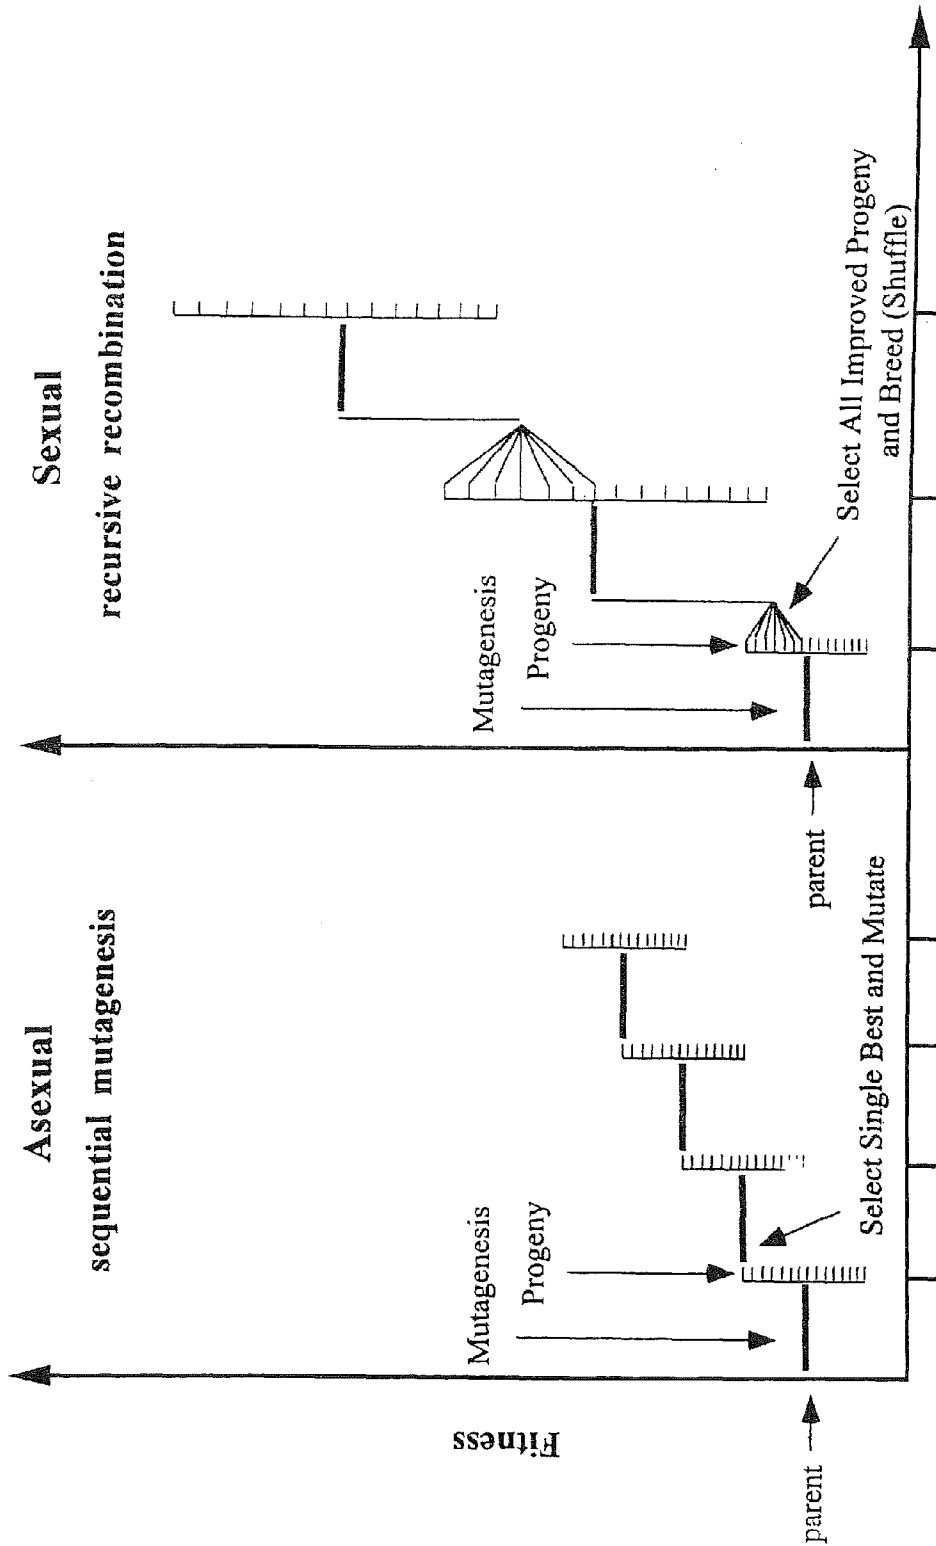 Asexual
sequential mutagenesis
Mutagenesis
Progeny
Select Single Best and Mutate
Fitness
parent
Sexual
recursive recombination
Mutagenesis
Progeny
Select All Improved Progeny
and Breed (Shuffle)
parent